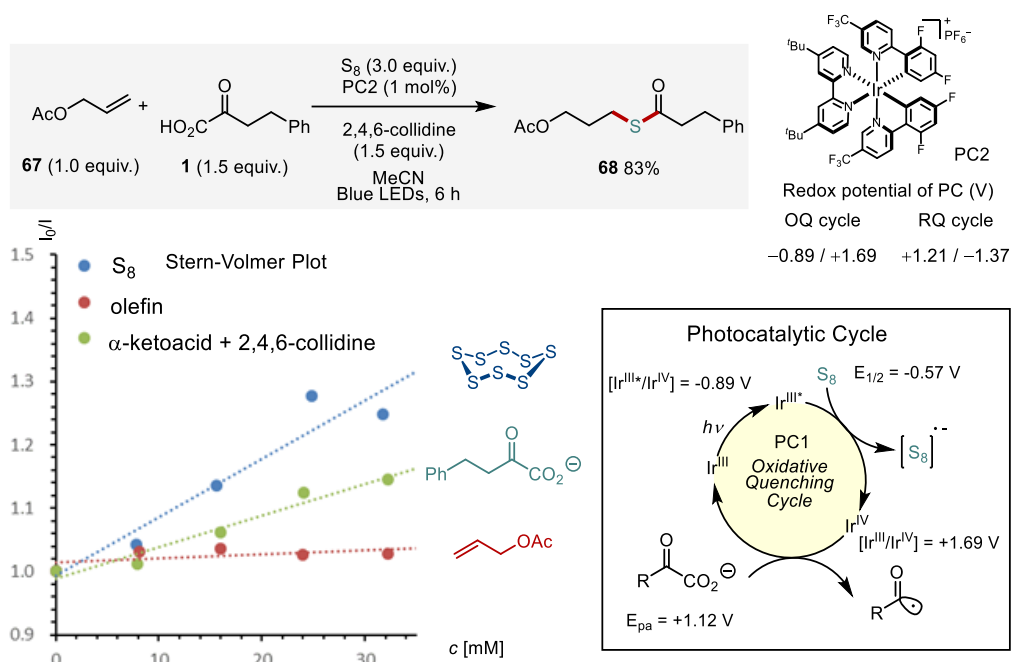 AcO
+
O
HO₂C
Ph
S₈ (3.0 equiv.)
PC2 (1 mol%)
2,4,6-collidine
(1.5 equiv.)
MeCN
Blue LEDs, 6 h
AcO
S
O
Ph
67 (1.0 equiv.)
1 (1.5 equiv.)
68 83%
F₃C
ᵗBu
N
N
N
N
Ir
F
F
F
F
ᵗBu
F₃C
+
PF₆⁻
PC2
Redox potential of PC (V)
OQ cycle RQ cycle
−0.89 / +1.69 +1.21 / −1.37
I₀/I
1.5
1.4
1.3
1.2
1.1
1.0
0.9
0
10
20
30
c [mM]
Stern-Volmer Plot
S₈
olefin
α-ketoacid + 2,4,6-collidine
S S S S S S S S
O
Ph
CO₂⊖
OAc
Photocatalytic Cycle
[Irᴵᴵᴵ*/Irᴵⱽ] = -0.89 V
S₈
E₁/₂ = -0.57 V
Irᴵᴵᴵ*
hν
PC1
[S₈]·-
Irᴵᴵᴵ
Oxidative
Quenching
Cycle
Irᴵⱽ
[Irᴵᴵᴵ/Irᴵⱽ] = +1.69 V
O
R
CO₂⊖
O
R
Eₚₐ = +1.12 V